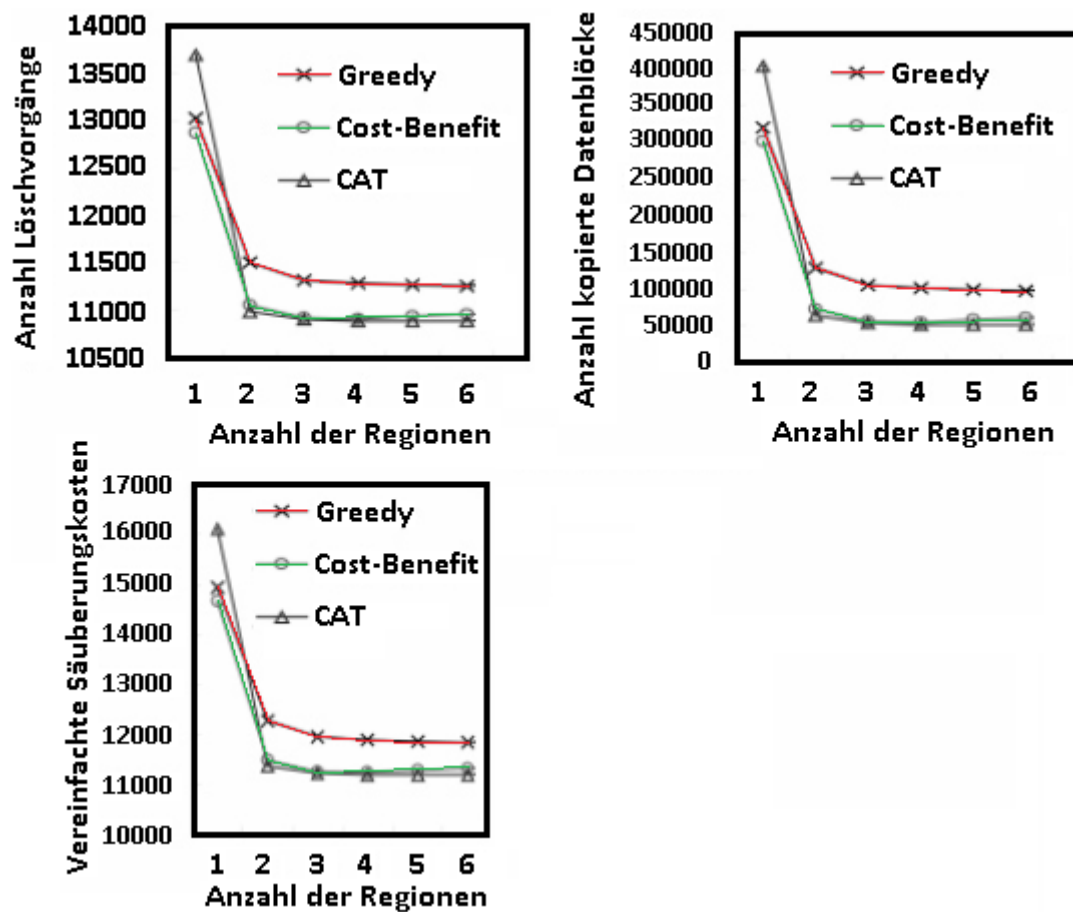 Anzahl Löschvorgänge
14000
13500
13000
12500
12000
11500
11000
10500
Greedy
Cost-Benefit
CAT
1 2 3 4 5 6
Anzahl der Regionen
Anzahl kopierte Datenblöcke
450000
400000
350000
300000
250000
200000
150000
100000
50000
0
Greedy
Cost-Benefit
CAT
1 2 3 4 5 6
Anzahl der Regionen
Vereinfachte Säuberungskosten
17000
16000
15000
14000
13000
12000
11000
10000
Greedy
Cost-Benefit
CAT
1 2 3 4 5 6
Anzahl der Regionen